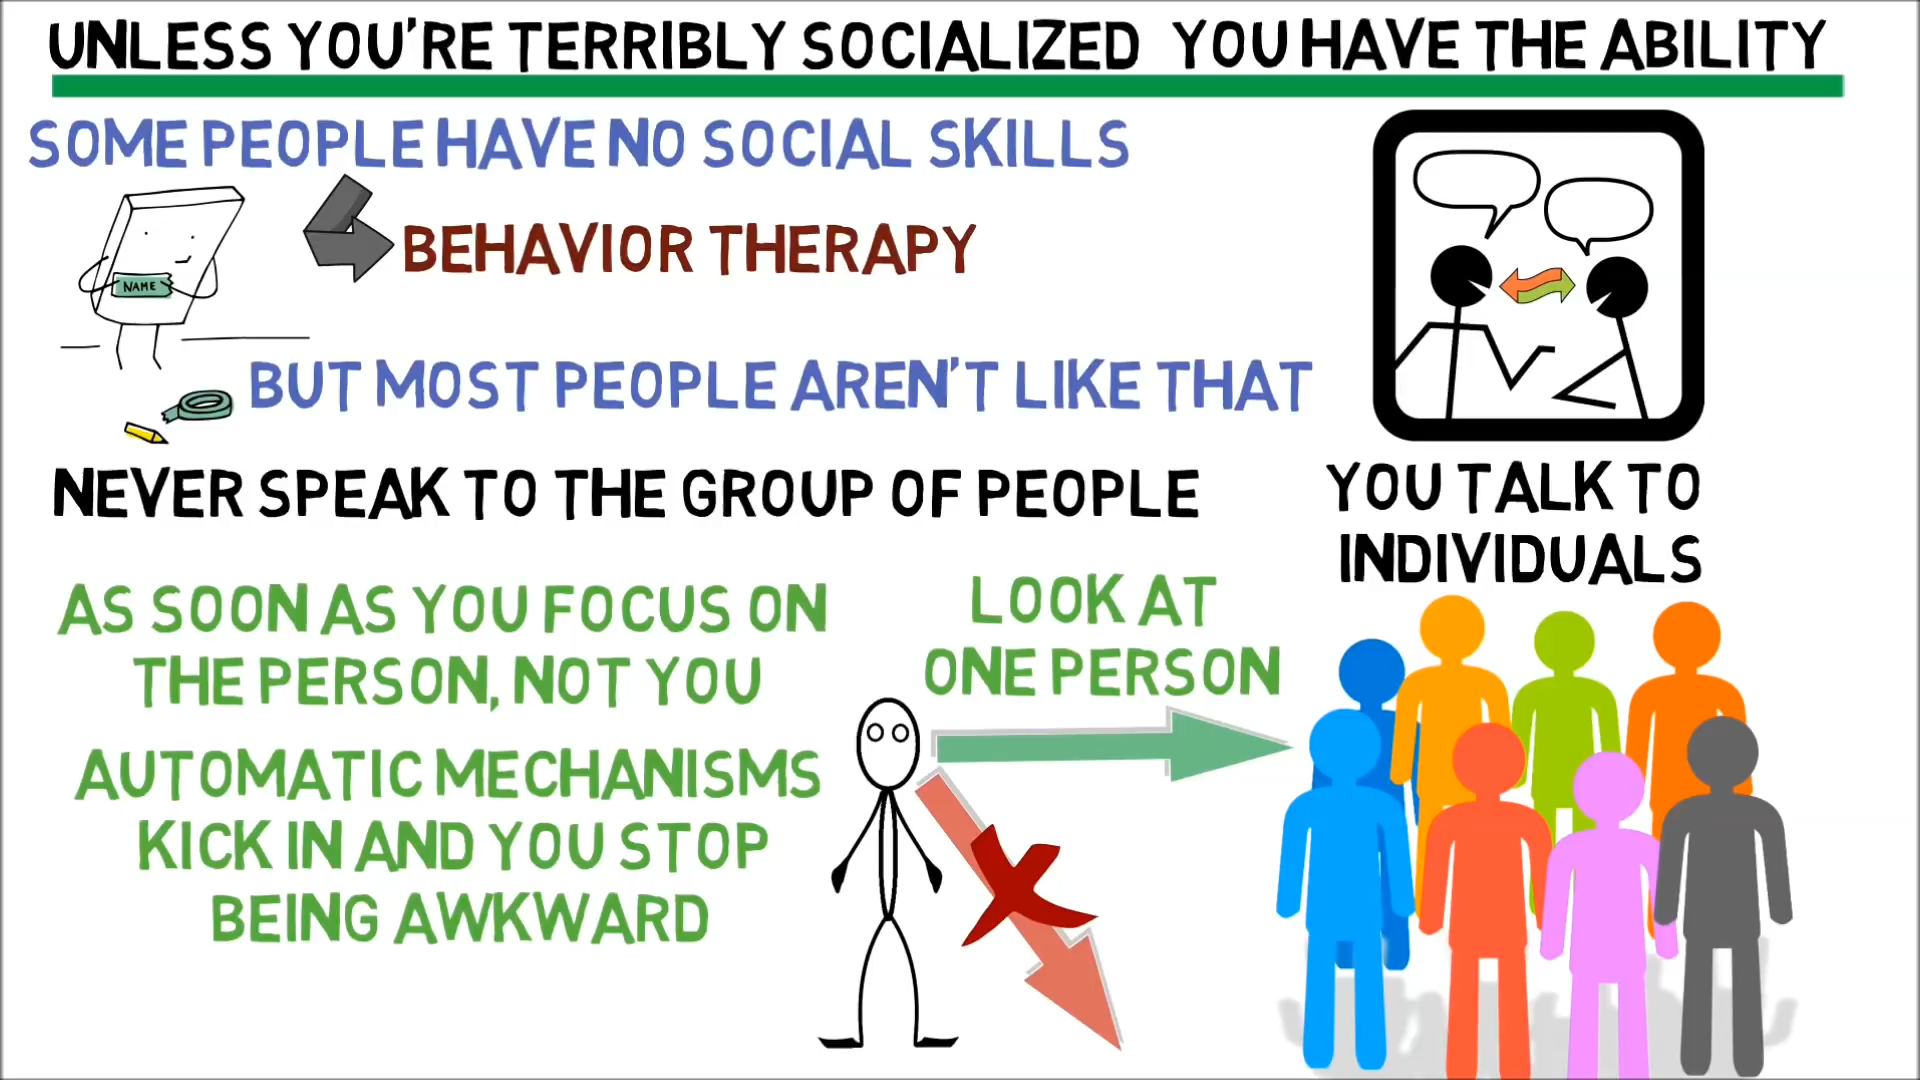 UNLESS YOU'RE TERRIBLY SOCIALIZED YOU HAVE THE ABILITY
SOME PEOPLE HAVE NO SOCIAL SKILLS
NAME
BEHAVIOR THERAPY
BUT MOST PEOPLE AREN'T LIKE THAT
NEVER SPEAK TO THE GROUP OF PEOPLE
YOU TALK TO
INDIVIDUALS
AS SOON AS YOU FOCUS ON
THE PERSON, NOT YOU
LOOK AT
ONE PERSON
AUTOMATIC MECHANISMS
KICK IN AND YOU STOP
BEING AWKWARD